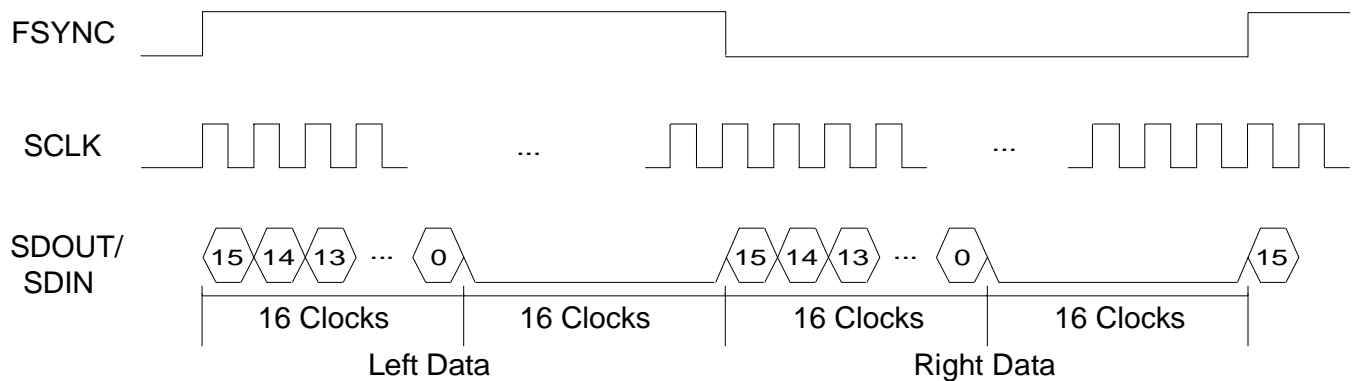 FSYNC
SCLK
... ...
SDOUT/
SDIN
15 14 13 ... 0 15 14 13 ... 0 15
16 Clocks 16 Clocks 16 Clocks 16 Clocks
Left Data Right Data